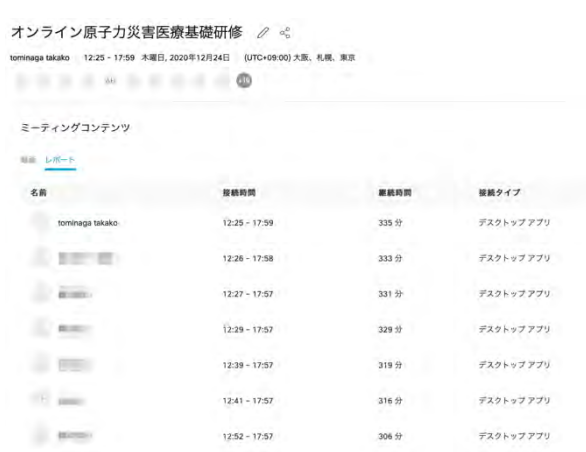 オンライン原子力災害医療基礎研修
tominaga takako 12:25 - 17:59 木曜日, 2020年12月24日 (UTC+09:00) 大阪、札幌、東京
+16
ミーティングコンテンツ
レポート
名前 接続時間 継続時間 接続タイプ
tominaga takako 12:25 - 17:59 335 分 デスクトップ アプリ
12:26 - 17:58 333 分 デスクトップ アプリ
12:27 - 17:57 331 分 デスクトップ アプリ
12:29 - 17:57 329 分 デスクトップ アプリ
12:39 - 17:57 319 分 デスクトップ アプリ
12:41 - 17:57 316 分 デスクトップ アプリ
12:52 - 17:57 306 分 デスクトップ アプリ